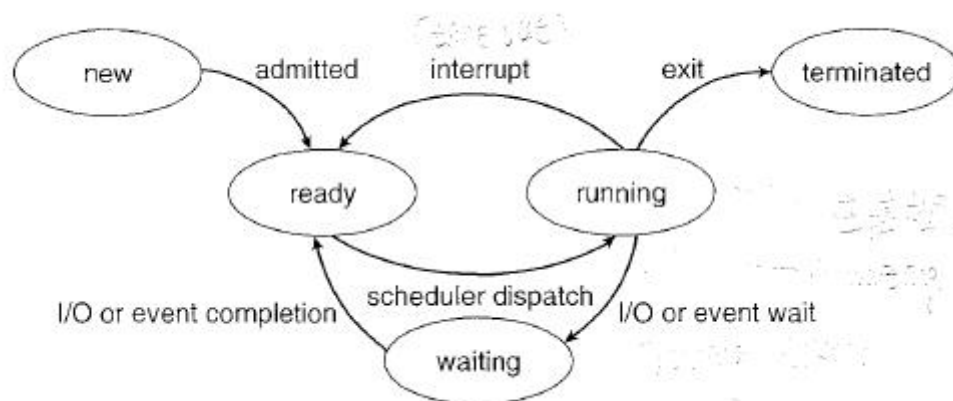 new
admitted
interrupt
exit
terminated
ready
running
scheduler dispatch
I/O or event completion
I/O or event wait
waiting